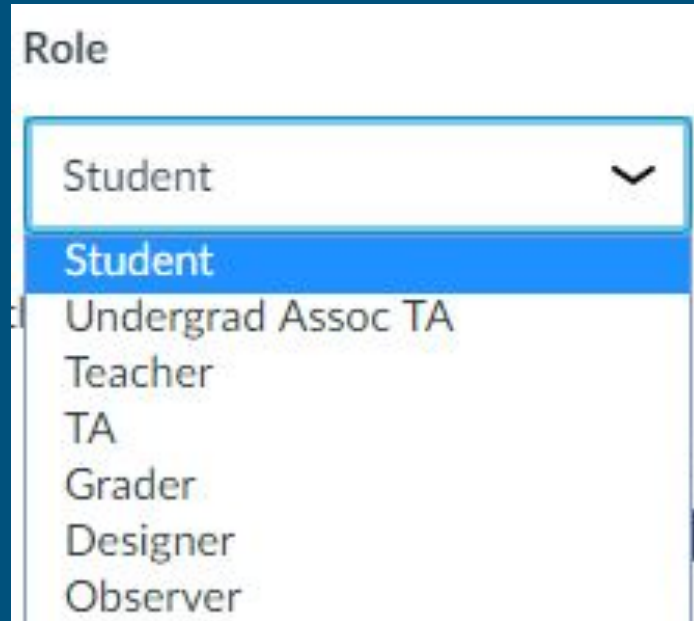 Role
Student
Student
Undergrad Assoc TA
Teacher
TA
Grader
Designer
Observer